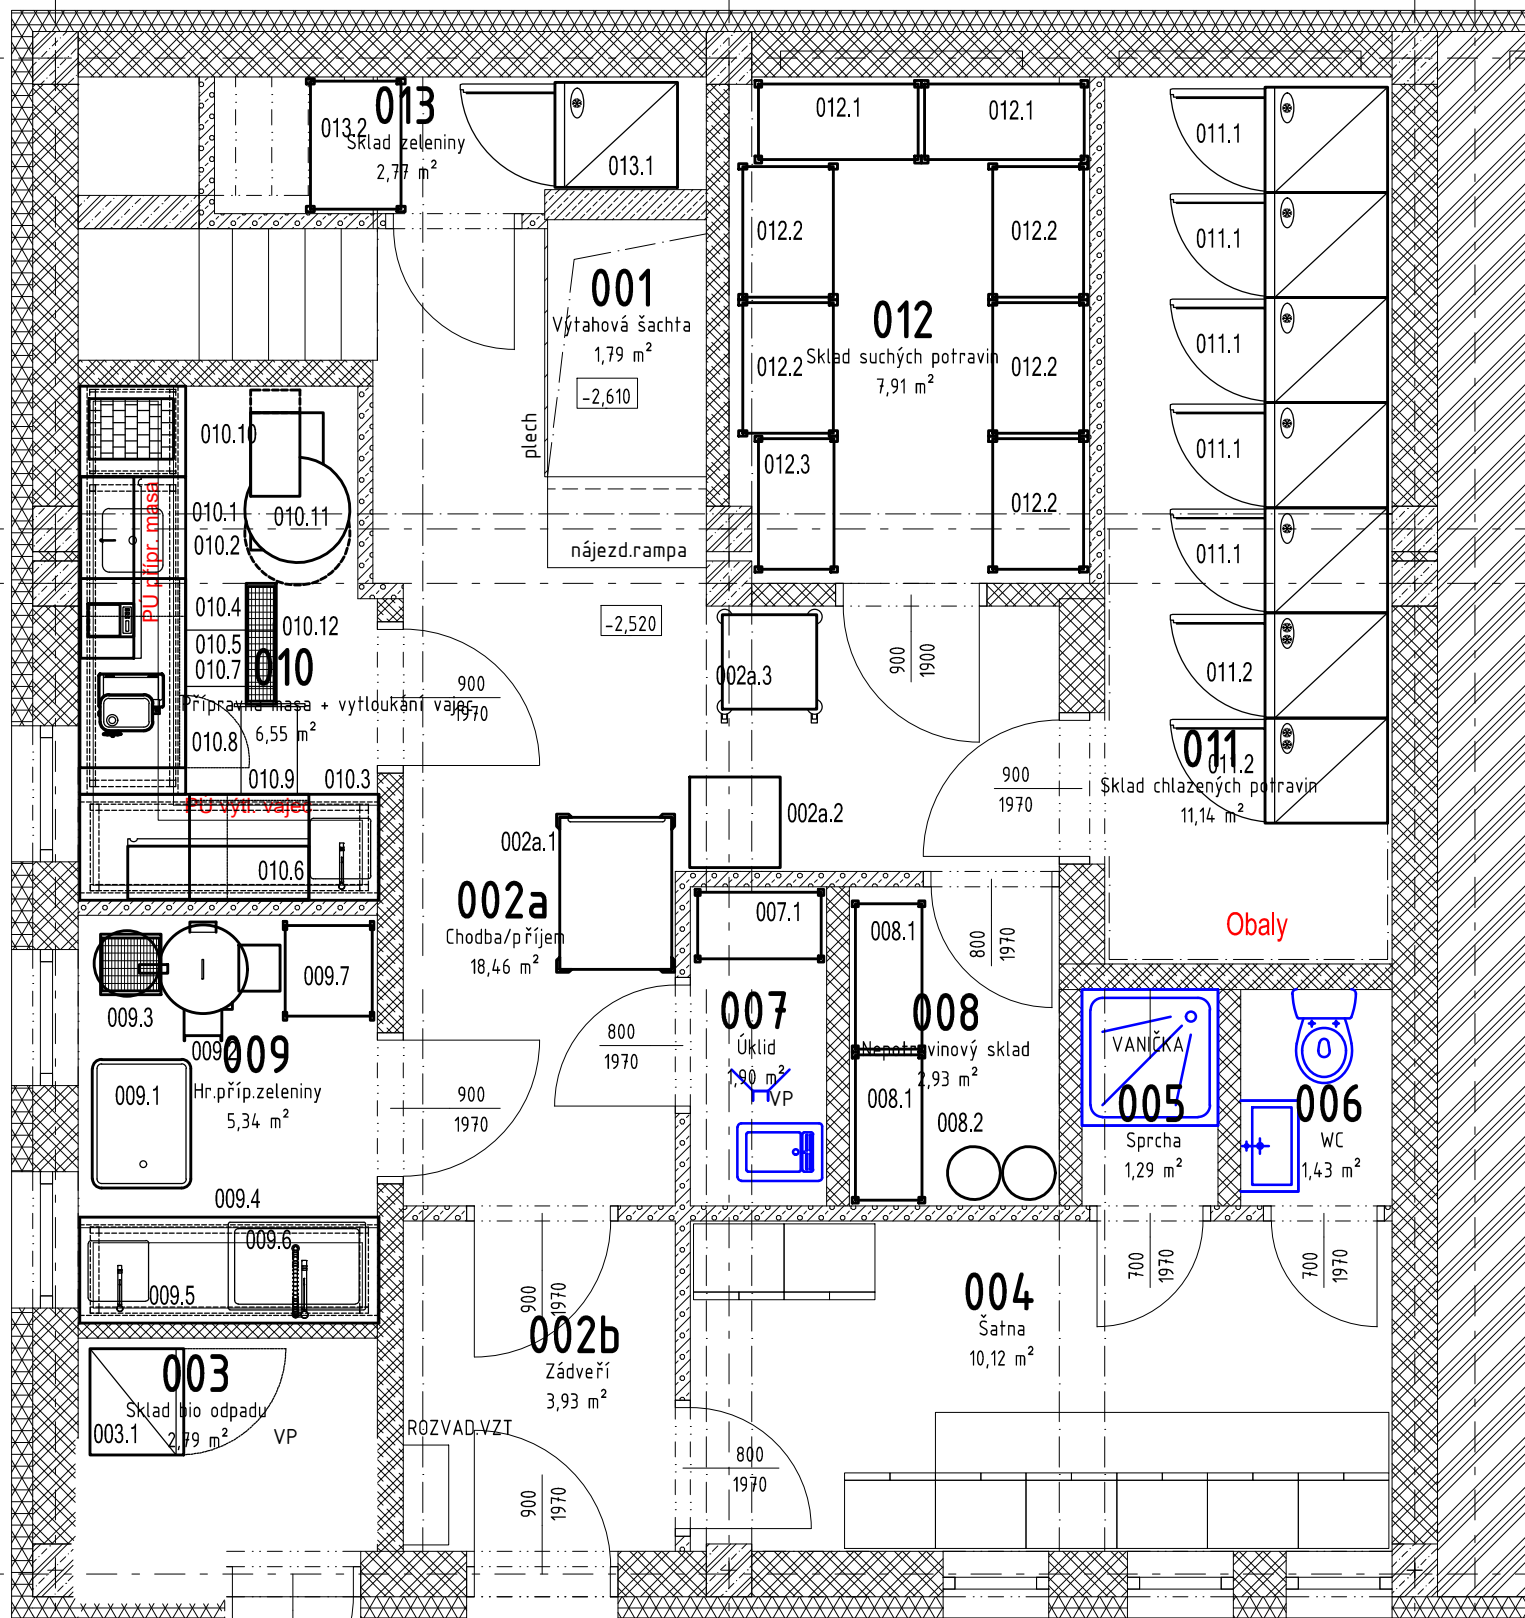 013
013.2
Sklad zeleniny
2,77 m²
013.1
012.1
012.1
011.1
012.2
012.2
011.1
001
Výtahová šachta
1,79 m²
-2,610
plech
012
Sklad suchých potravin
7,91 m²
011.1
012.2
012.2
010.10
012.3
011.1
PÚ přípr. masa
010.1
010.11
010.2
012.2
011.1
nájezd.rampa
-2,520
010.4
010.12
010.5
010.7
010
Přípravna masa + vytloukání vajec
6,55 m²
900
1970
002a.3
900
1900
011.2
010.8
010.9
010.3
PÚ výtl. vajec
900
1970
011
011.2
Sklad chlazených potravin
11,14 m²
002a.1
002a.2
010.6
002a
Chodba/příjem
18,46 m²
007.1
008.1
800
1970
Obaly
009.7
009.3
009.2
009
Hr.příp.zeleniny
5,34 m²
009.1
800
1970
007
Úklid
1,90 m²
VP
008
Nepotravinový sklad
2,93 m²
008.1
008.2
VANIČKA
005
Sprcha
1,29 m²
006
WC
1,43 m²
900
1970
009.4
009.6
009.5
900
1970
002b
Zádveří
3,93 m²
004
Šatna
10,12 m²
700
1970
700
1970
003
Sklad bio odpadu
2,79 m²
003.1
VP
ROZVAD.VZT
900
1970
800
1970